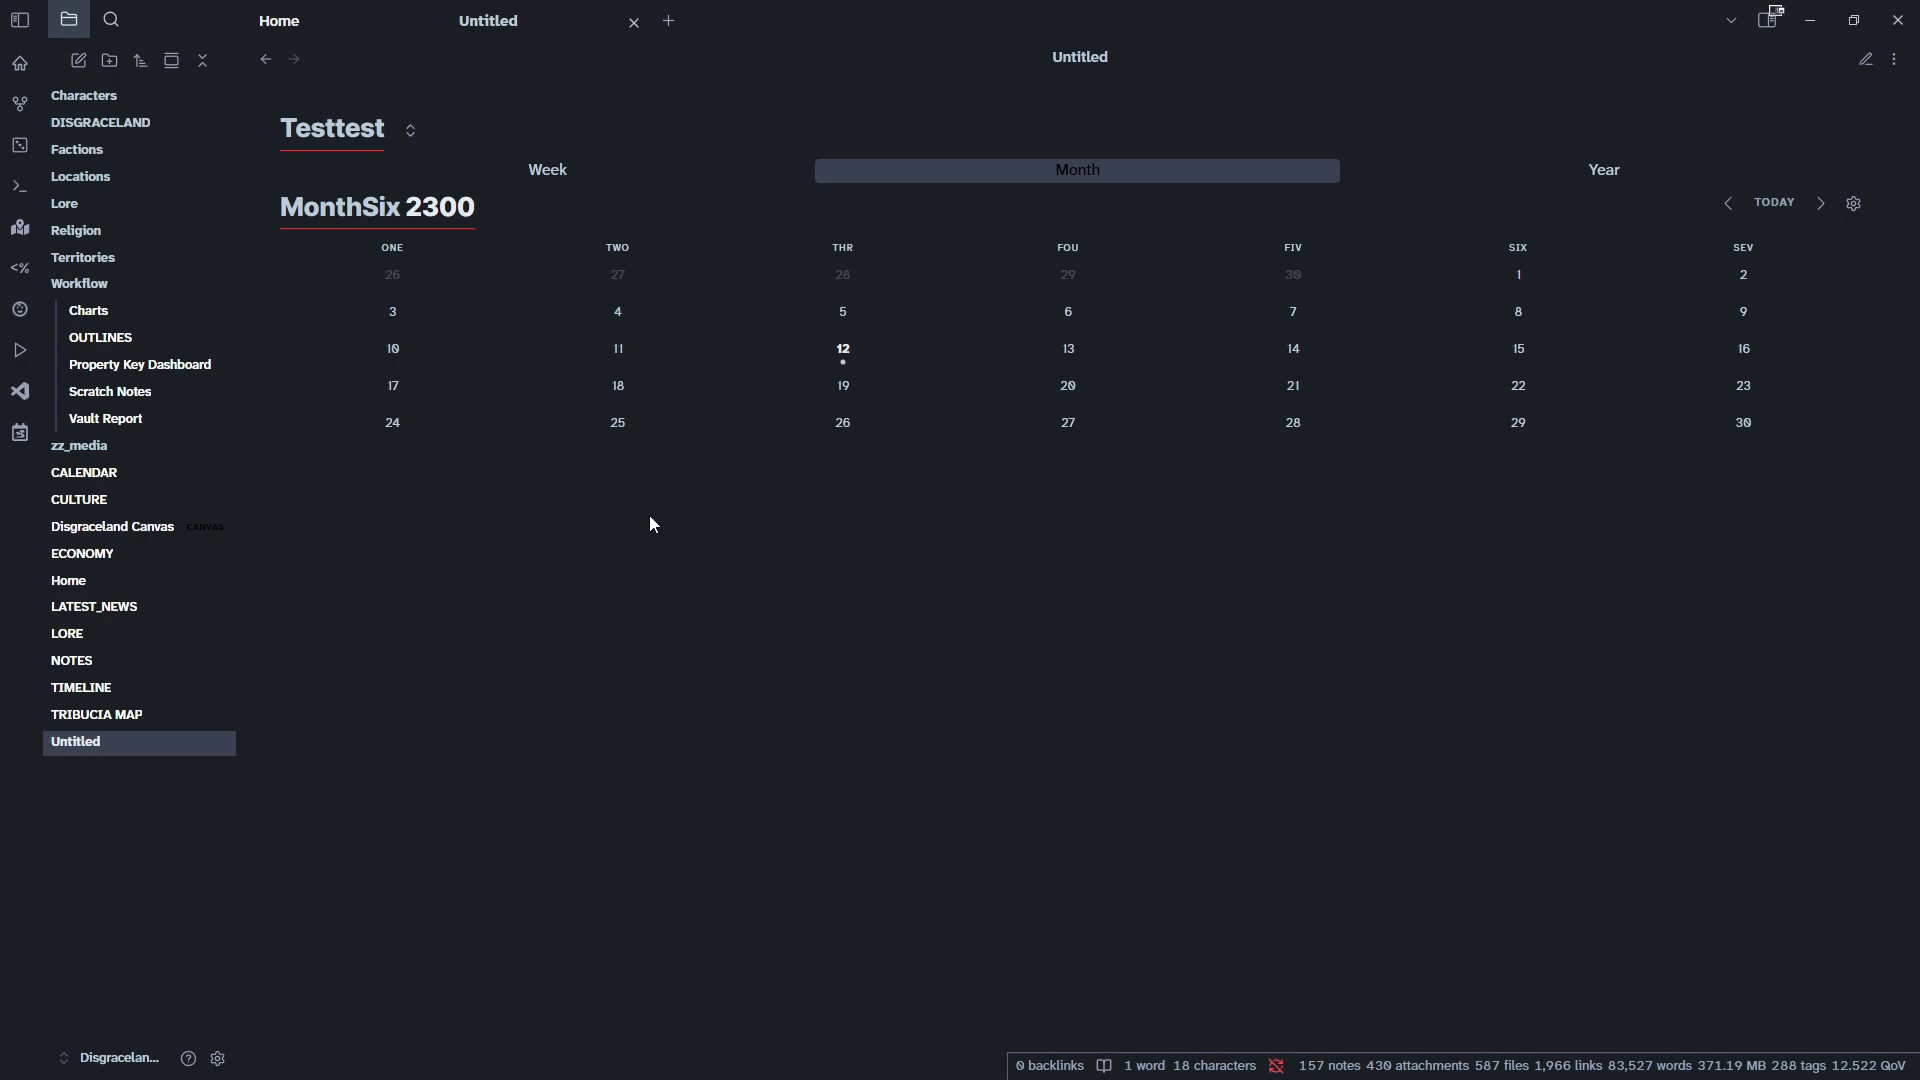 Home
Untitled
Untitled
Characters
DISGRACELAND
Factions
Locations
Lore
Religion
Territories
Workflow
Charts
OUTLINES
Property Key Dashboard
Scratch Notes
Vault Report
zz_media
CALENDAR
CULTURE
Disgraceland Canvas CANVAS
ECONOMY
Home
LATEST_NEWS
LORE
NOTES
TIMELINE
TRIBUCIA MAP
Untitled
Disgracelan...
Testtest
Week Month Year
MonthSix 2300
TODAY
ONE TWO THR FOU FIV SIX SEV
26 27 28 29 30 1 2
3 4 5 6 7 8 9
10 11 12 13 14 15 16
17 18 19 20 21 22 23
24 25 26 27 28 29 30
0 backlinks 1 word 18 characters 157 notes 430 attachments 587 files 1,966 links 83,527 words 371.19 MB 288 tags 12.522 QoV